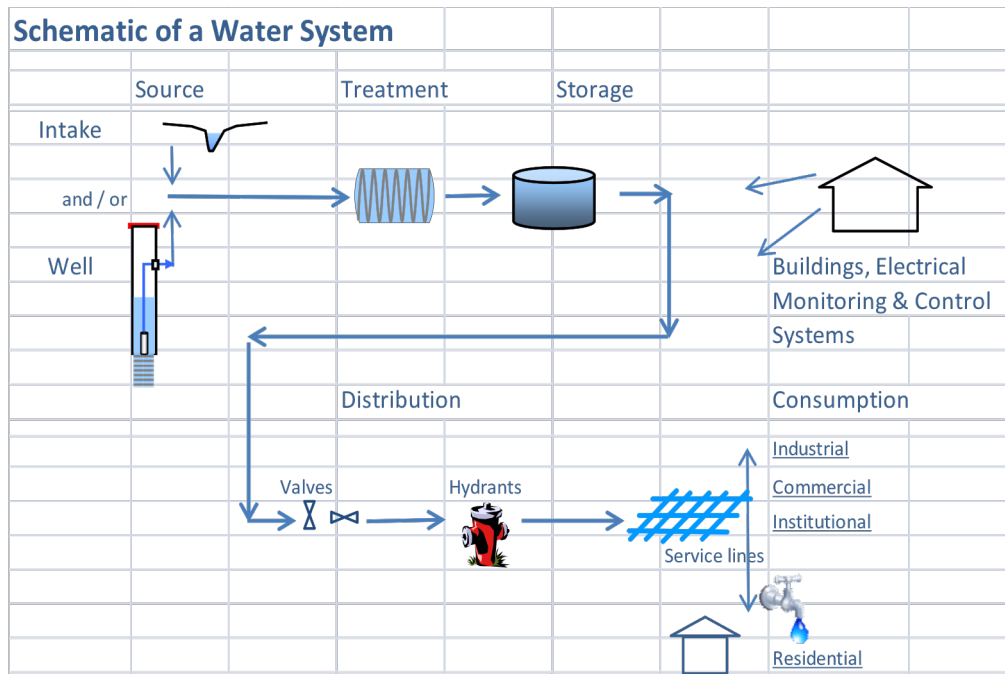 Schematic of a Water System
Source
Treatment
Storage
Intake
and / or
Well
Buildings, Electrical
Monitoring & Control
Systems
Distribution
Consumption
Industrial
Valves
Hydrants
Commercial
Institutional
Service lines
Residential